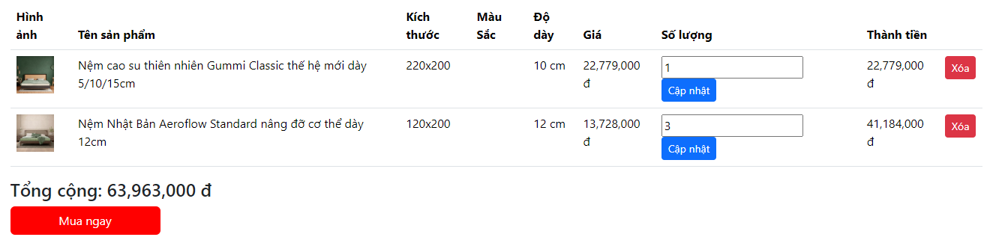 Hình ảnh Tên sản phẩm Kích thước Màu Sắc Độ dày Giá Số lượng Thành tiền
Nệm cao su thiên nhiên Gummi Classic thế hệ mới dày 220x200 10 cm 22,779,000 1 22,779,000 Xóa
5/10/15cm đ Cập nhật đ
Nệm Nhật Bản Aeroflow Standard nâng đỡ cơ thể dày 120x200 12 cm 13,728,000 3 41,184,000 Xóa
12cm đ Cập nhật đ
Tổng cộng: 63,963,000 đ
Mua ngay